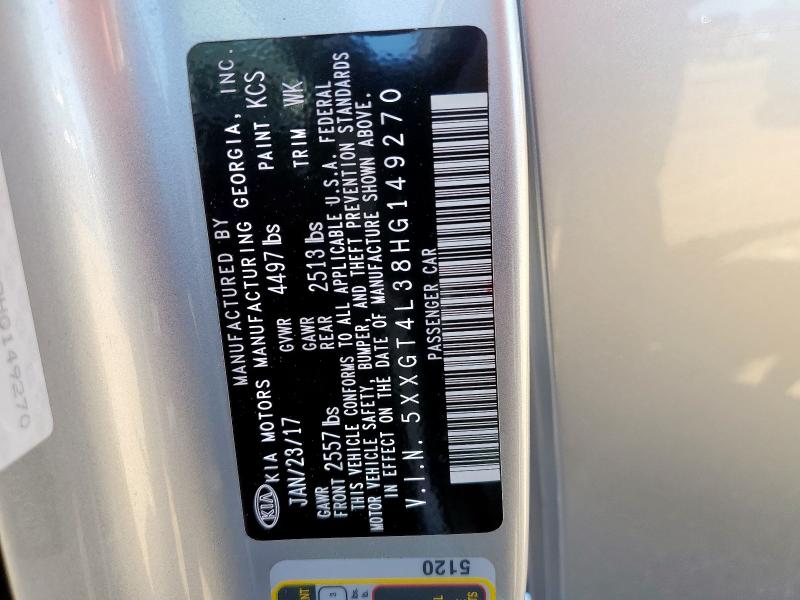 MANUFACTURED BY
KIA KIA MOTORS MANUFACTURING GEORGIA, INC.
JAN/23/17 GVWR 4497 lbs PAINT KCS
GAWR FRONT 2557 lbs GAWR REAR 2513 lbs TRIM WK
THIS VEHICLE CONFORMS TO ALL APPLICABLE U.S.A. FEDERAL
MOTOR VEHICLE SAFETY, BUMPER, AND THEFT PREVENTION STANDARDS
IN EFFECT ON THE DATE OF MANUFACTURE SHOWN ABOVE.
V.I.N. 5XXGT4L38HG149270
PASSENGER CAR
5120
HG149270